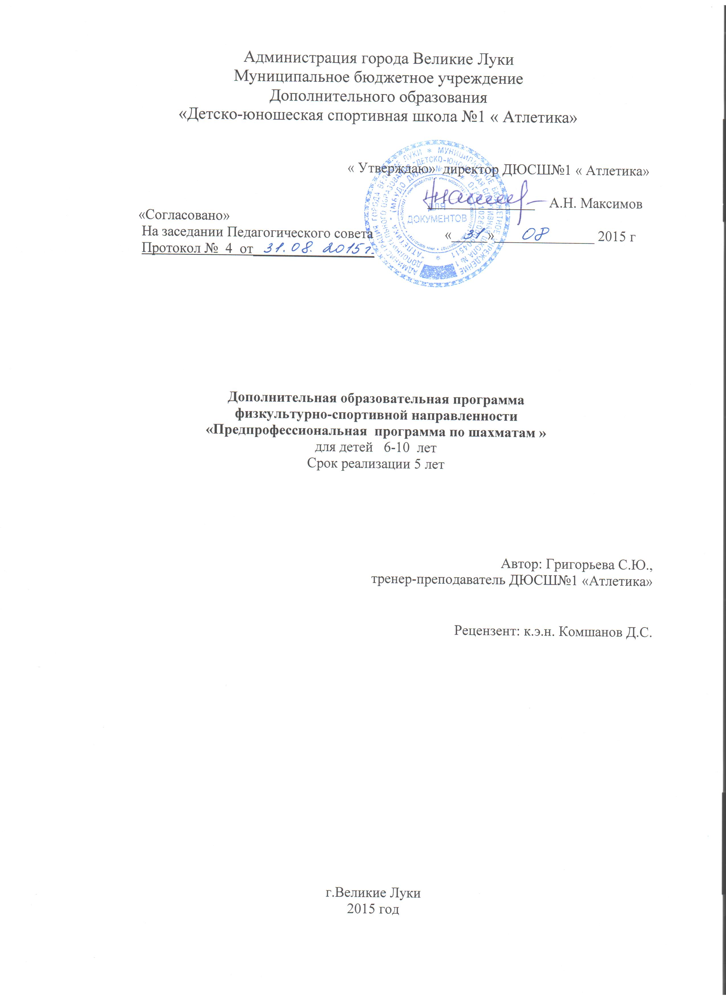 Администрация города Великие Луки
Муниципальное бюджетное учреждение
Дополнительного образования
«Детско-юношеская спортивная школа №1 « Атлетика»
« Утверждаю» директор ДЮСШ№1 « Атлетика»
А.Н. Максимов
«Согласовано»
На заседании Педагогического совета
« 31 » 08 2015 г
Протокол № 4 от 31.08. 2015 г.
ДЛЯ
ДОКУМЕНТОВ
Дополнительная образовательная программа
физкультурно-спортивной направленности
«Предпрофессиональная программа по шахматам »
для детей 6-10 лет
Срок реализации 5 лет
Автор: Григорьева С.Ю.,
тренер-преподаватель ДЮСШ№1 «Атлетика»
Рецензент: к.э.н. Комшанов Д.С.
г.Великие Луки
2015 год